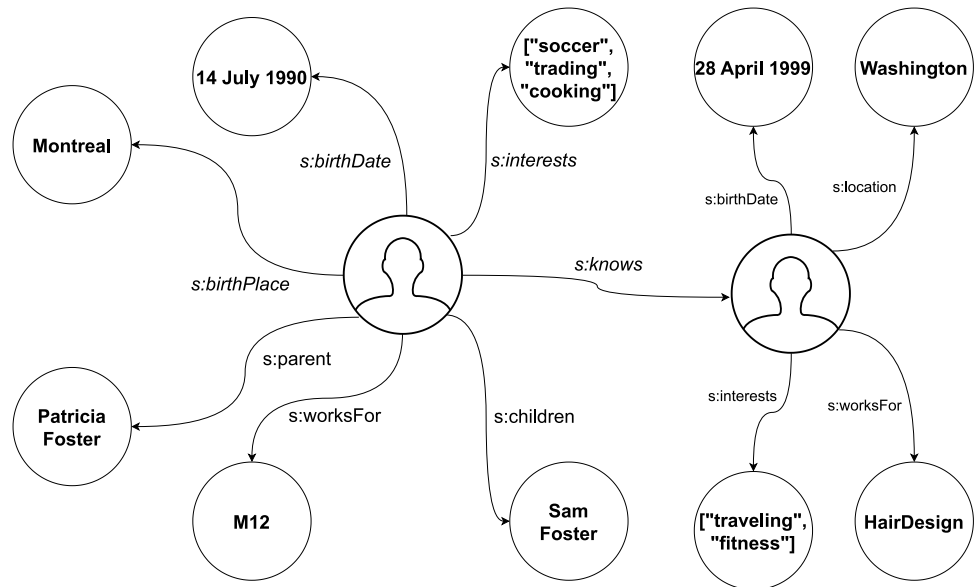 ["soccer",
"trading",
"cooking"]
14 July 1990
28 April 1999
Washington
Montreal
s:birthDate
s:interests
s:birthDate
s:location
s:birthPlace
s:knows
s:parent
s:worksFor
s:children
s:interests
s:worksFor
Patricia
Foster
M12
Sam
Foster
["traveling",
"fitness"]
HairDesign